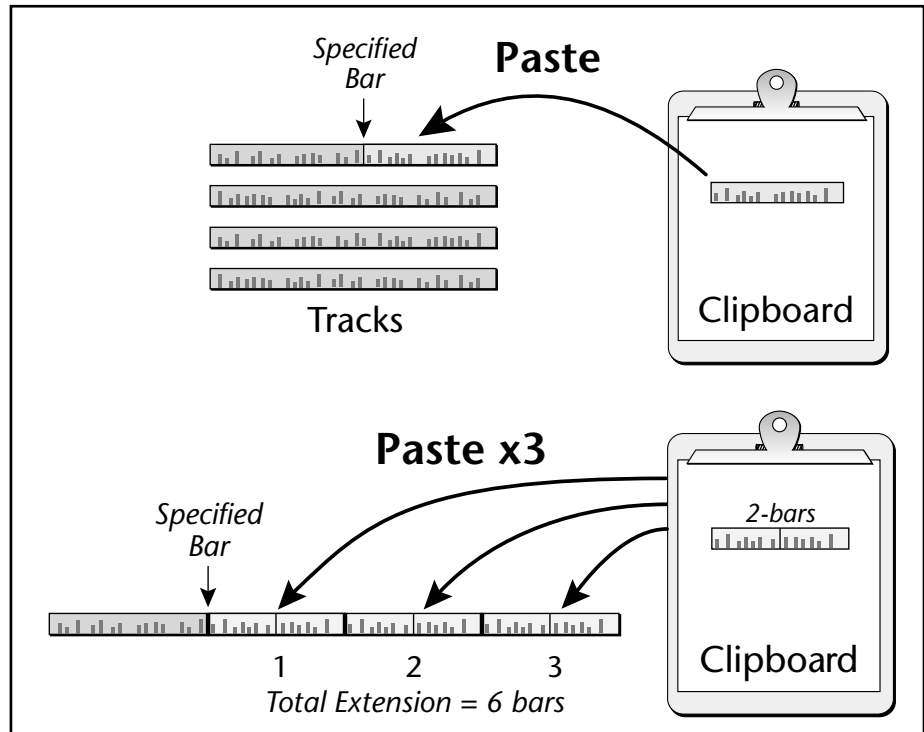 Specified
Bar
Paste
Tracks
Clipboard
Paste x3
Specified
Bar
2-bars
Clipboard
1 2 3
Total Extension = 6 bars